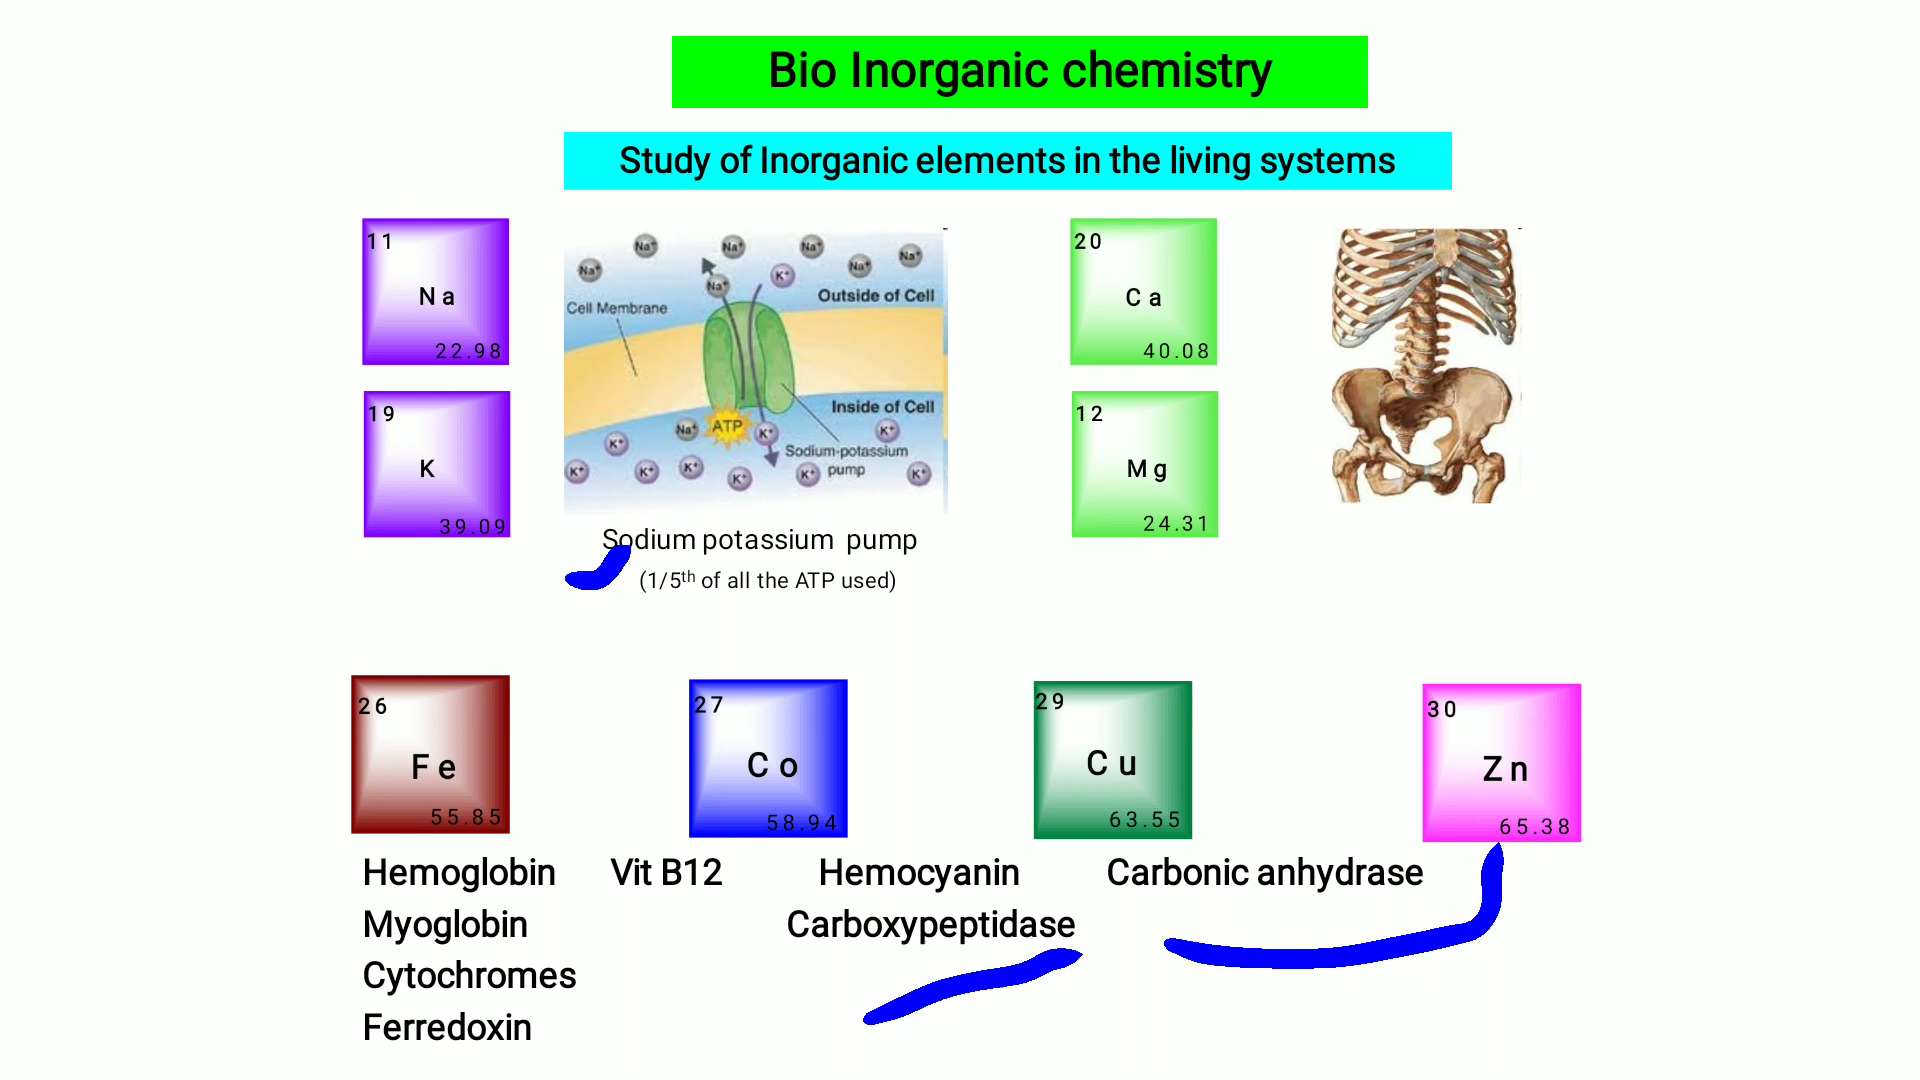 Bio Inorganic chemistry
Study of Inorganic elements in the living systems
11
Na
22.98
Na⁺ Na⁺ Na⁺ Na⁺ Na⁺ Na⁺
Na⁺ K⁺
Outside of Cell
Cell Membrane
Inside of Cell
Na⁺ ATP K⁺ K⁺
K⁺ Sodium-potassium
pump
K⁺ K⁺ K⁺ K⁺ K⁺ K⁺
20
Ca
40.08
19
K
39.09
12
Mg
24.31
Sodium potassium pump
(1/5th of all the ATP used)
26
Fe
55.85
27
Co
58.94
29
Cu
63.55
30
Zn
65.38
Hemoglobin Vit B12 Hemocyanin Carbonic anhydrase
Myoglobin Carboxypeptidase
Cytochromes
Ferredoxin